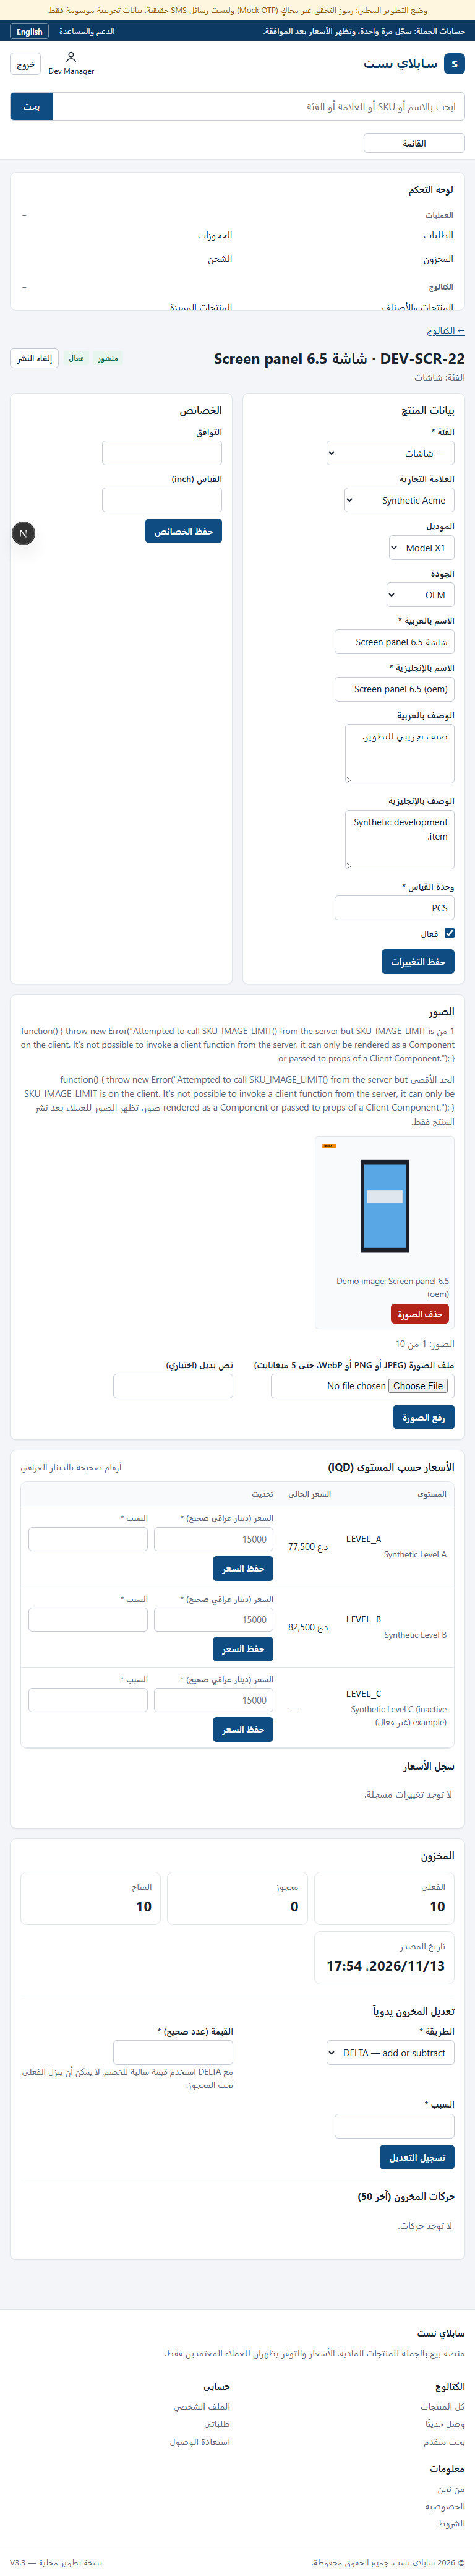 وضع التطوير المحلي: رموز التحقق عبر محاكٍ (Mock OTP) وليست رسائل SMS حقيقية. بيانات تجريبية موسومة فقط.
حسابات الجملة: سجّل مرة واحدة، وتظهر الأسعار بعد الموافقة.
الدعم والمساعدة
English
S
سابلاي نست
Dev Manager
خروج
ابحث بالاسم أو SKU أو العلامة أو الفئة
بحث
القائمة
لوحة التحكم
العمليات
–
الطلبات
الحجوزات
المخزون
الشحن
الكتالوج
–
المنتجات والأصناف
المنتجات المميزة
← الكتالوج
DEV-SCR-22 · شاشة Screen panel 6.5
منشور
فعال
إلغاء النشر
الفئة: شاشات
بيانات المنتج
الفئة *
— شاشات
العلامة التجارية
Synthetic Acme
الموديل
Model X1
الجودة
OEM
الاسم بالعربية *
شاشة Screen panel 6.5
الاسم بالإنجليزية *
Screen panel 6.5 (oem)
الوصف بالعربية
صنف تجريبي للتطوير.
الوصف بالإنجليزية
Synthetic development
item.
وحدة القياس *
PCS
فعال
حفظ التغييرات
الخصائص
التوافق
القياس (inch)
حفظ الخصائص
N
الصور
1 من function() { throw new Error("Attempted to call SKU_IMAGE_LIMIT() from the server but SKU_IMAGE_LIMIT is
on the client. It's not possible to invoke a client function from the server, it can only be rendered as a Component
or passed to props of a Client Component."); }
الحد الأقصى function() { throw new Error("Attempted to call SKU_IMAGE_LIMIT() from the server but
SKU_IMAGE_LIMIT is on the client. It's not possible to invoke a client function from the server, it can only be
rendered as a Component or passed to props of a Client Component."); } صور. تظهر الصور للعملاء بعد نشر
المنتج فقط.
Demo image: Screen panel 6.5
(oem)
حذف الصورة
الصور: 1 من 10
ملف الصورة (JPEG أو PNG أو WebP، حتى 5 ميغابايت)
Choose File No file chosen
نص بديل (اختياري)
رفع الصورة
الأسعار حسب المستوى (IQD)
أرقام صحيحة بالدينار العراقي
المستوى
السعر الحالي
تحديث
LEVEL_A
Synthetic Level A
77,500 د.ع
السعر (دينار عراقي صحيح) *
15000
السبب *
حفظ السعر
LEVEL_B
Synthetic Level B
82,500 د.ع
السعر (دينار عراقي صحيح) *
15000
السبب *
حفظ السعر
LEVEL_C
Synthetic Level C (inactive
example) (غير فعال)
—
السعر (دينار عراقي صحيح) *
15000
السبب *
حفظ السعر
سجل الأسعار
لا توجد تغييرات مسجلة.
المخزون
الفعلي
10
محجوز
0
المتاح
10
تاريخ المصدر
2026/11/13، 17:54
تعديل المخزون يدوياً
الطريقة *
DELTA — add or subtract
القيمة (عدد صحيح) *
مع DELTA استخدم قيمة سالبة للخصم. لا يمكن أن ينزل الفعلي
تحت المحجوز.
السبب *
تسجيل التعديل
حركات المخزون (آخر 50)
لا توجد حركات.
سابلاي نست
منصة بيع بالجملة للمنتجات المادية. الأسعار والتوفر يظهران للعملاء المعتمدين فقط.
الكتالوج
كل المنتجات
وصل حديثًا
بحث متقدم
حسابي
الملف الشخصي
طلباتي
استعادة الوصول
معلومات
من نحن
الخصوصية
الشروط
© 2026 سابلاي نست. جميع الحقوق محفوظة.
نسخة تطوير محلية — V3.3